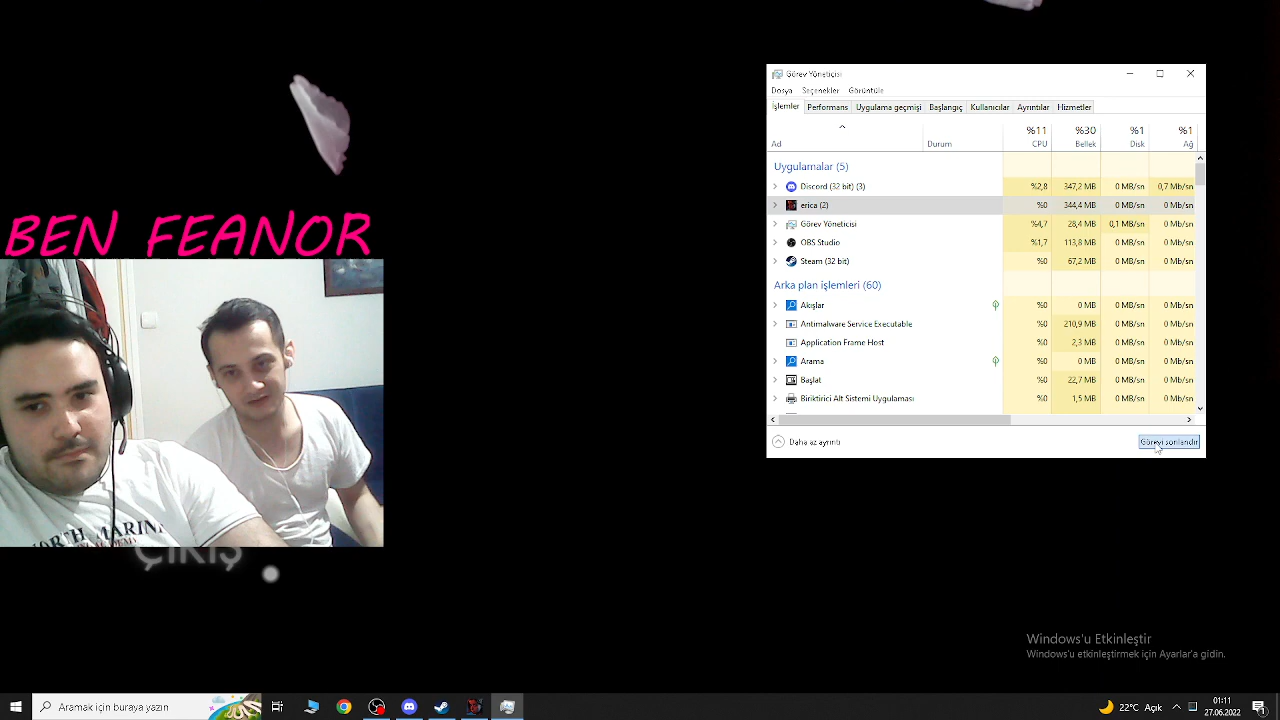 BEN FEANOR
NORTH MARINE
ÇIKIŞ
Görev Yöneticisi
Dosya Seçenekler Görüntüle
İşlemler Performans Uygulama geçmişi Başlangıç Kullanıcılar Ayrıntılar Hizmetler
%11 %30 %1 %1
Ad Durum CPU Bellek Disk Ağ
Uygulamalar (5)
Discord (32 bit) (3) %2,8 347,2 MB 0 MB/sn 0,7 Mb/sn
erica (2) %0 344,4 MB 0 MB/sn 0 Mb/sn
Görev Yöneticisi %4,7 28,4 MB 0,1 MB/sn 0 Mb/sn
OBS Studio %1,7 113,8 MB 0 MB/sn 0 Mb/sn
Steam (32 bit) %0 67,2 MB 0 MB/sn 0 Mb/sn
Arka plan işlemleri (60)
Akışlar %0 0 MB 0 MB/sn 0 Mb/sn
Antimalware Service Executable %0 210,9 MB 0 MB/sn 0 Mb/sn
Application Frame Host %0 2,3 MB 0 MB/sn 0 Mb/sn
Arama %0 0 MB 0 MB/sn 0 Mb/sn
Başlat %0 22,7 MB 0 MB/sn 0 Mb/sn
Biriktirici Alt Sistemi Uygulaması %0 1,5 MB 0 MB/sn 0 Mb/sn
Daha az ayrıntı Görevi sonlandır
Windows'u Etkinleştir
Windows'u etkinleştirmek için Ayarlar'a gidin.
Aramak için buraya yazın
22°C Açık
01:11
27.06.2022